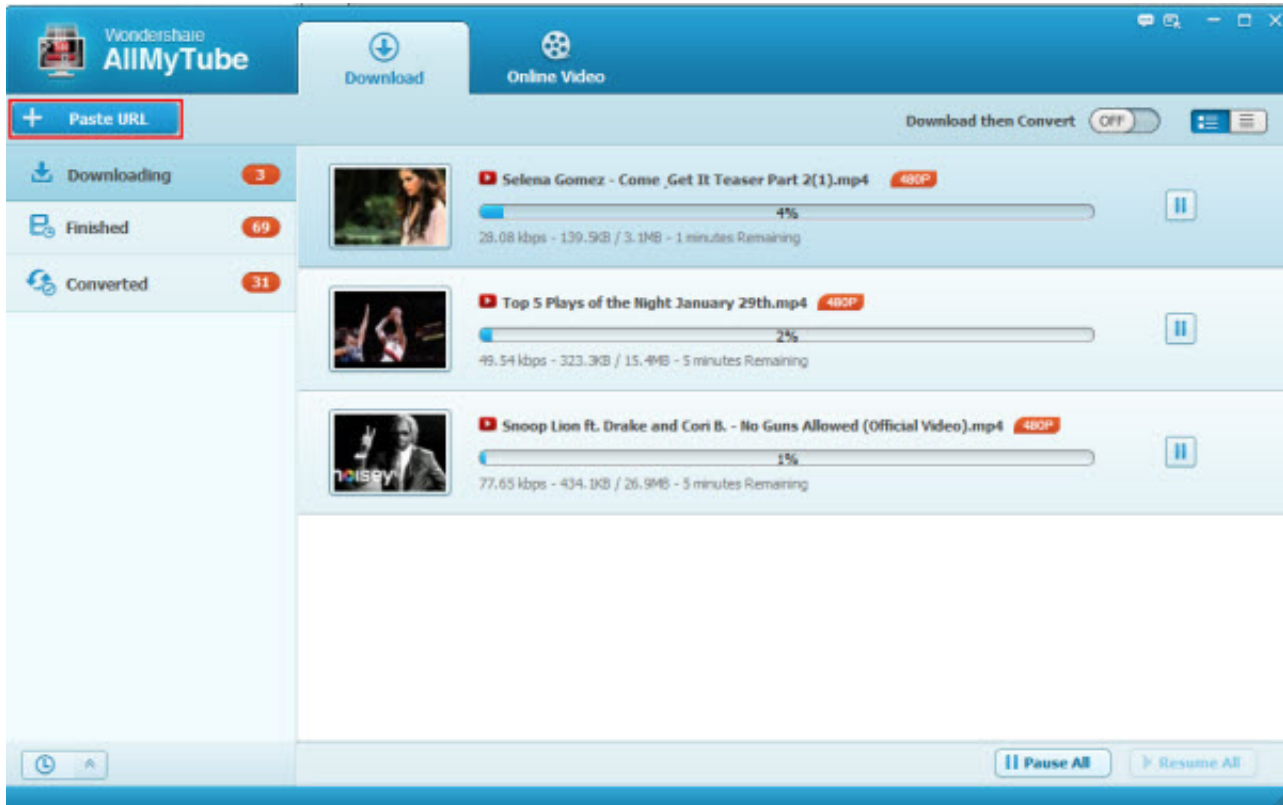 Wondershare
AllMyTube
Download
Online Video
Paste URL
Download then Convert OFF
Downloading 3
Finished 69
Converted 31
Selena Gomez - Come_Get It Teaser Part 2(1).mp4 480P
4%
28.08 kbps - 139.5KB / 3.1MB - 1 minutes Remaining
Top 5 Plays of the Night January 29th.mp4 480P
2%
49.54 kbps - 323.3KB / 15.4MB - 5 minutes Remaining
Snoop Lion ft. Drake and Cori B. - No Guns Allowed (Official Video).mp4 480P
1%
noisey
77.65 kbps - 434.1KB / 26.9MB - 5 minutes Remaining
Pause All
Resume All